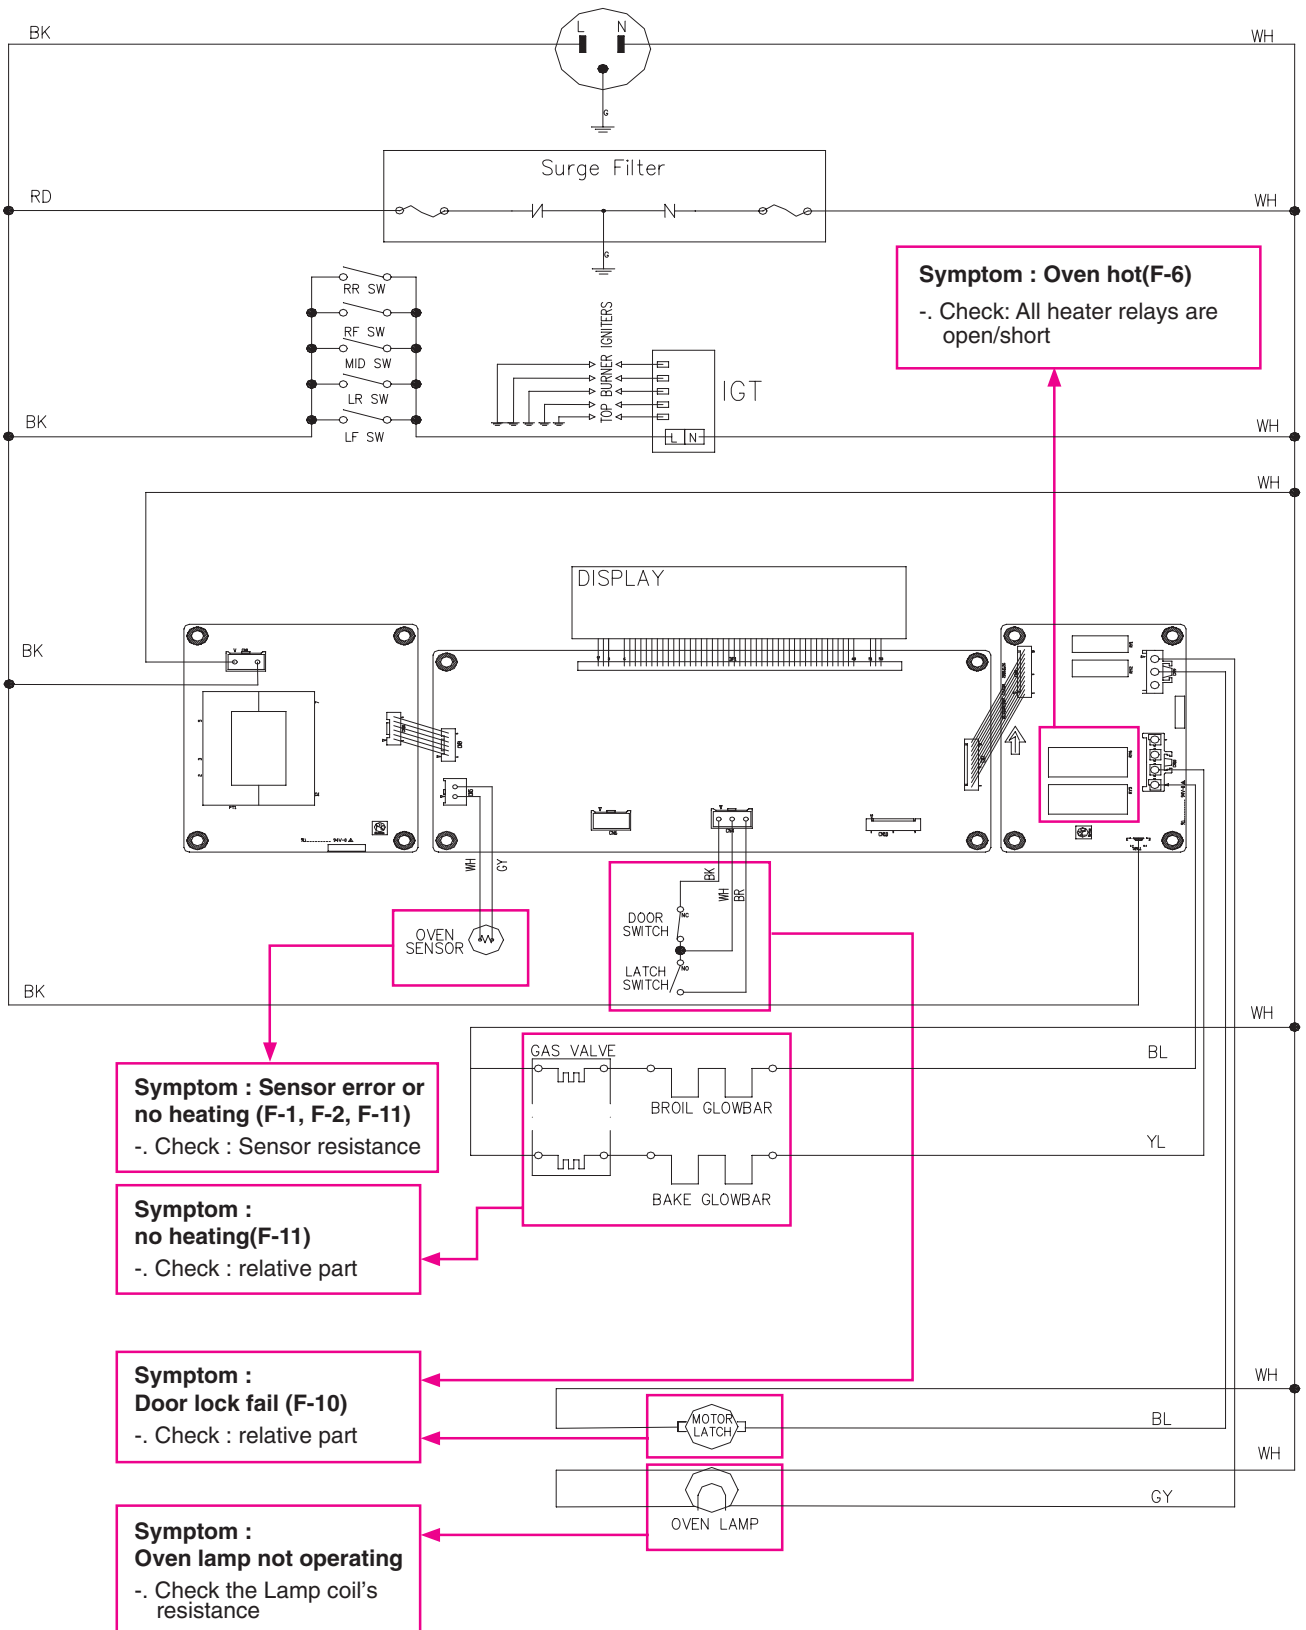 L N
BK
WH
G
Surge Filter
RD
WH
N N
G
Symptom : Oven hot(F-6)
-. Check: All heater relays are
open/short
RR SW
RF SW
MID SW
LR SW
LF SW
TOP BURNER IGNITERS
IGT
L N
BK
WH
WH
DISPLAY
BK
WH
GY
BK
WH
BR
OVEN
SENSOR
DOOR
SWITCH
NC
NO
LATCH
SWITCH
BK
WH
GAS VALVE
BL
BROIL GLOWBAR
YL
BAKE GLOWBAR
Symptom : Sensor error or
no heating (F-1, F-2, F-11)
-. Check : Sensor resistance
Symptom :
no heating(F-11)
-. Check : relative part
Symptom :
Door lock fail (F-10)
-. Check : relative part
WH
MOTOR
LATCH
BL
WH
OVEN LAMP
GY
Symptom :
Oven lamp not operating
-. Check the Lamp coil's
resistance